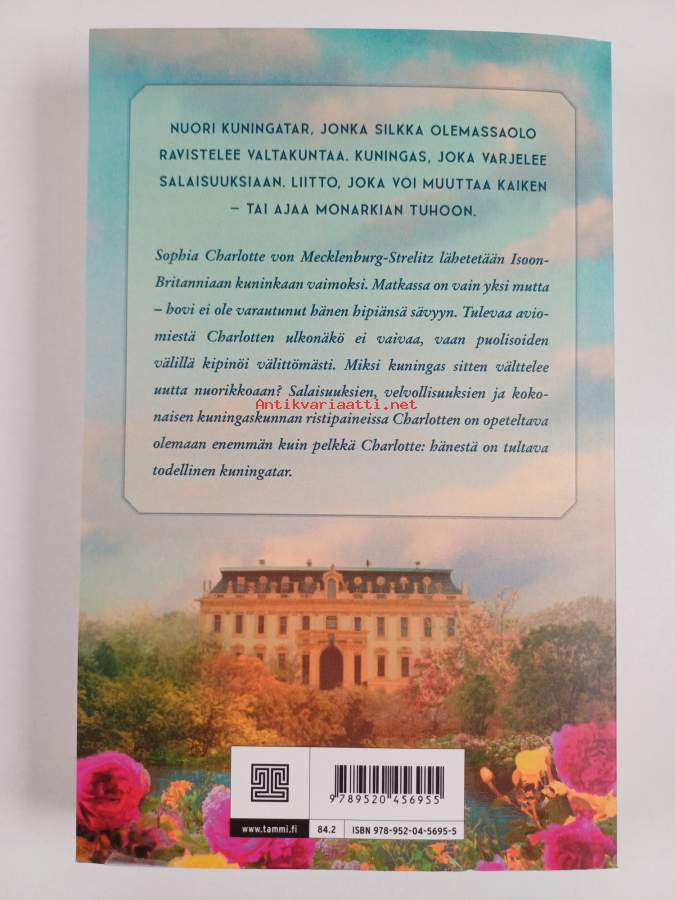 NUORI KUNINGATAR, JONKA SILKKA OLEMASSAOLO
RAVISTELEE VALTAKUNTAA. KUNINGAS, JOKA VARJELEE
SALAISUUKSIAAN. LIITTO, JOKA VOI MUUTTAA KAIKEN
– TAI AJAA MONARKIAN TUHOON.
Sophia Charlotte von Mecklenburg-Strelitz lähetetään Isoon-
Britanniaan kuninkaan vaimoksi. Matkassa on vain yksi mutta
– hovi ei ole varautunut hänen hipiänsä sävyyn. Tulevaa avio-
miestä Charlotten ulkonäkö ei vaivaa, vaan puolisoiden
välillä kipinöi välittömästi. Miksi kuningas sitten välttelee
uutta nuorikkoaan? Salaisuuksien, velvollisuuksien ja koko-
naisen kuningaskunnan ristipaineissa Charlotten on opeteltava
Antikvariaatti.net
olemaan enemmän kuin pelkkä Charlotte: hänestä on tultava
todellinen kuningatar.
9 789520 456955
www.tammi.fi
84.2
ISBN 978-952-04-5695-5